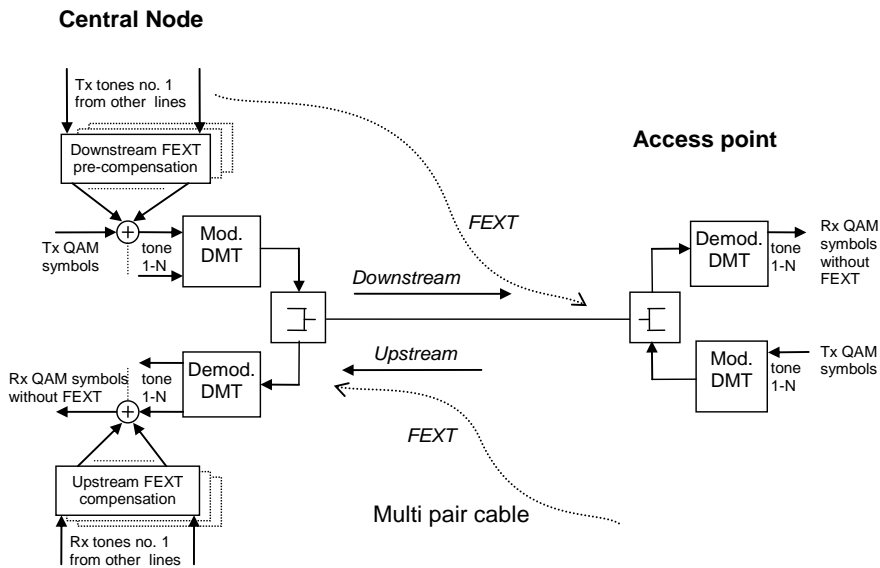 Central Node
Tx tones no. 1
from other lines
Downstream FEXT
pre-compensation
Tx QAM
symbols
tone
1-N
Mod.
DMT
FEXT
Downstream
Access point
Demod.
DMT
tone
1-N
Rx QAM
symbols
without
FEXT
Upstream
Rx QAM symbols
without FEXT
tone
1-N
Demod.
DMT
Mod.
DMT
tone
1-N
Tx QAM
symbols
FEXT
Upstream FEXT
compensation
Multi pair cable
Rx tones no. 1
from other lines